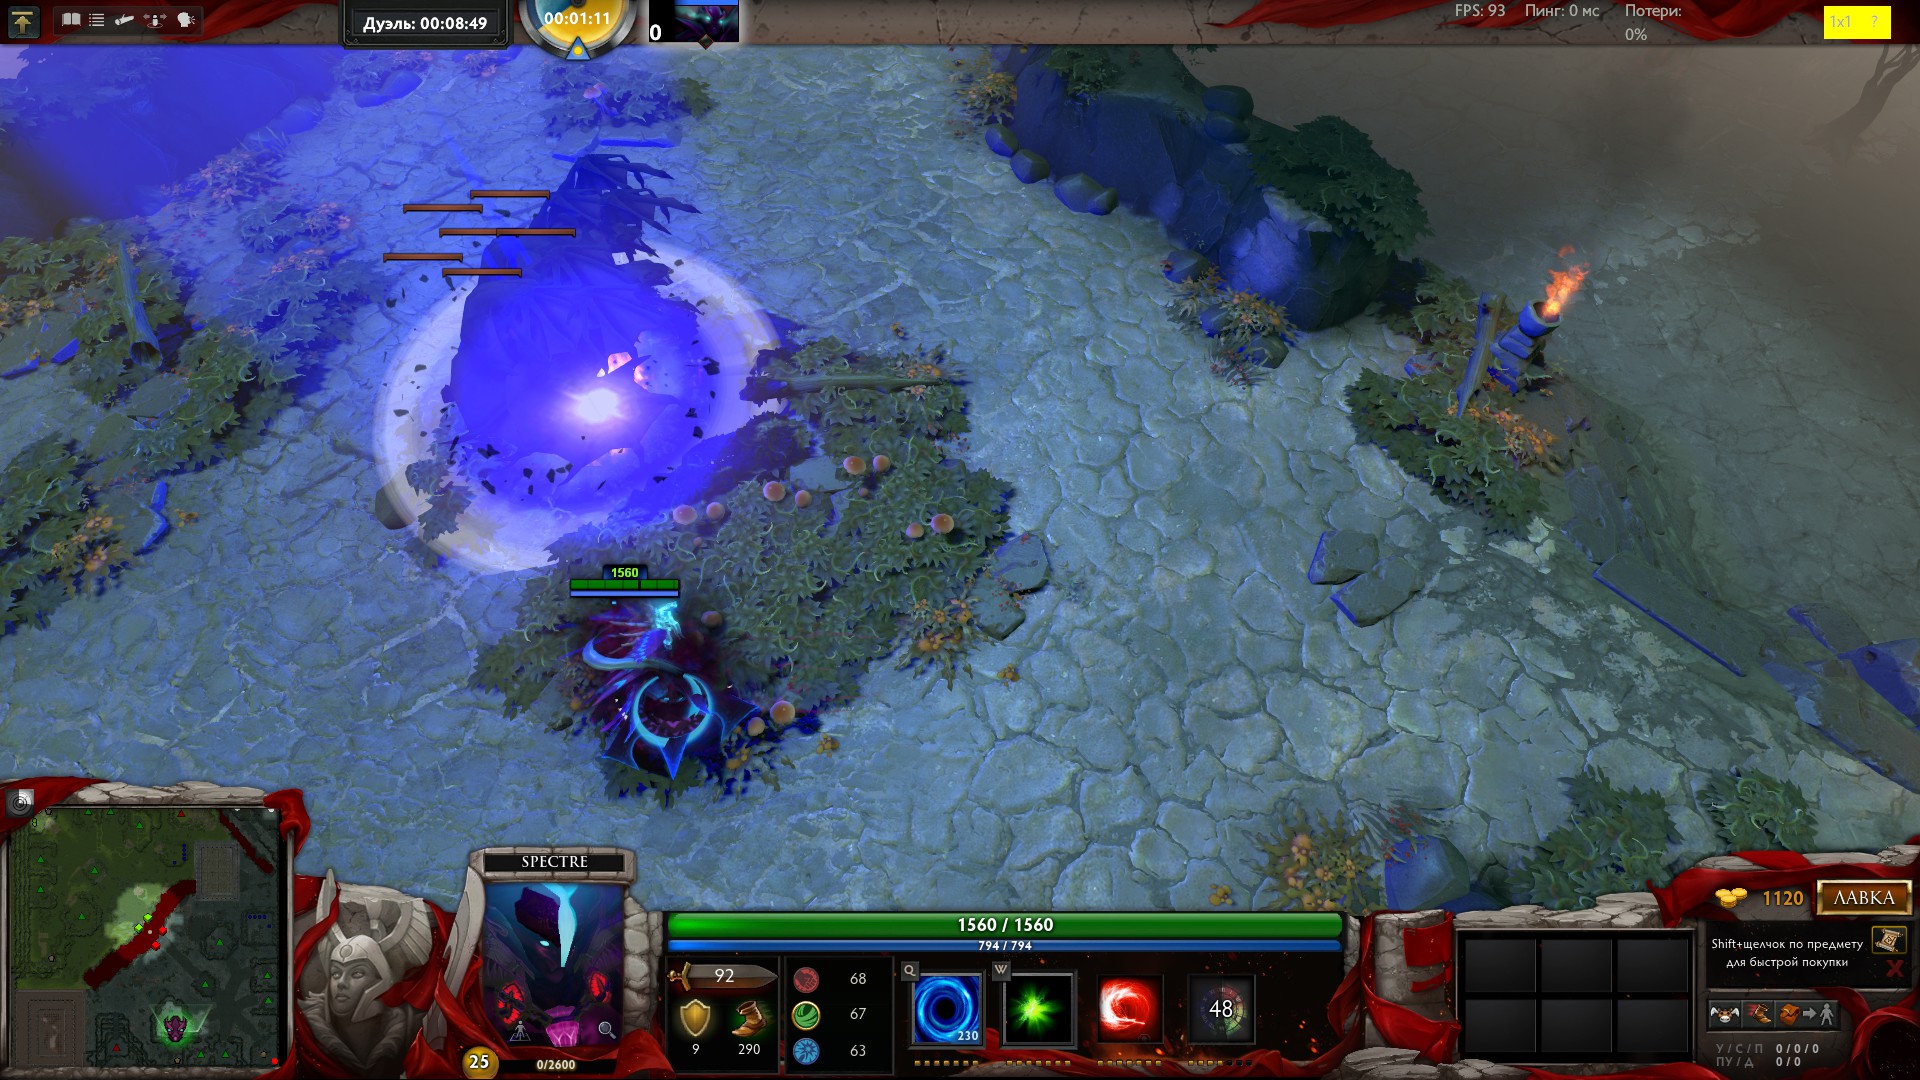 Дуэль: 00:08:49
00:01:11
0
FPS: 93 Пинг: 0 мс Потери: 0%
1x1 ?
1560
SPECTRE
25
0/2600
1560 / 1560
794 / 794
92
9 290
68
67
63
Q
230
W
48
1120
ЛАВКА
Shift+щелчок по предмету
для быстрой покупки
У / С / П 0 / 0 / 0
ПУ / Д 0 / 0